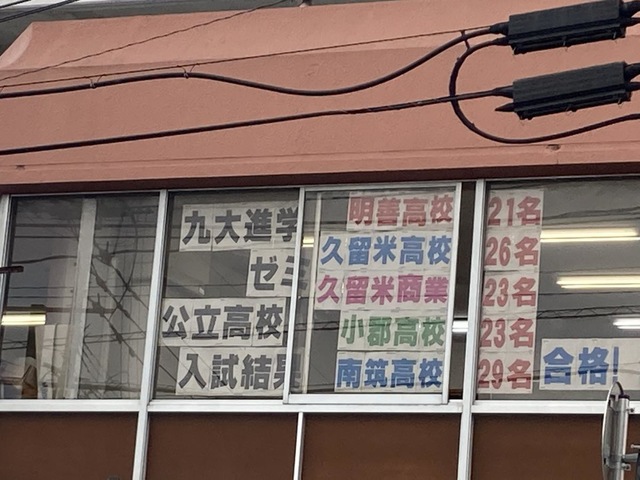 九大進学
ゼミ
公立高校
入試結果
明善高校 21名
久留米高校 26名
久留米商業 23名
小郡高校 23名
南筑高校 29名
合格!